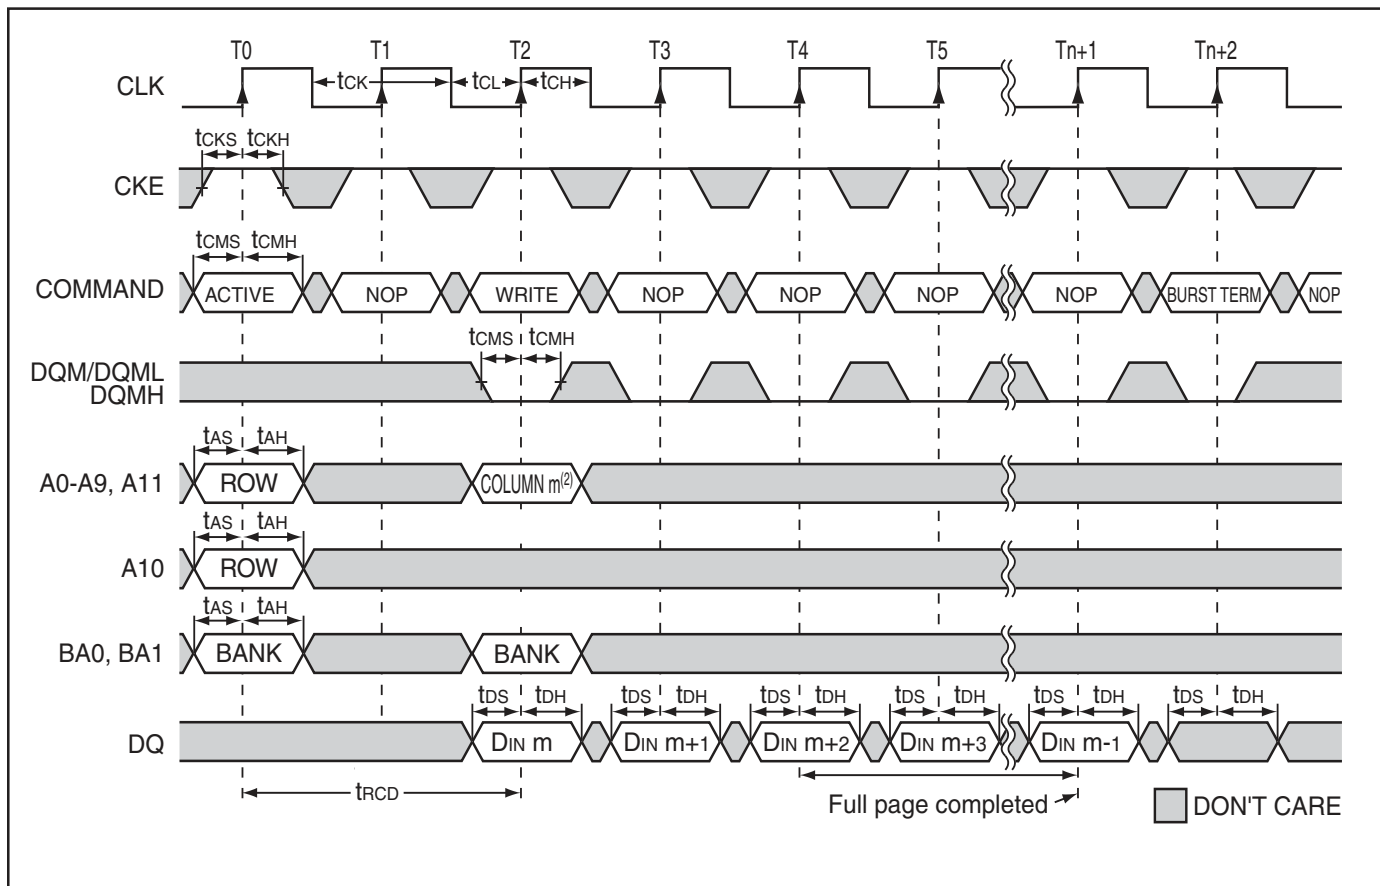 T0 T1 T2 T3 T4 T5 Tn+1 Tn+2
CLK tCK tCL tCH
tCKS tCKH
CKE
tCMS tCMH
COMMAND ACTIVE NOP WRITE NOP NOP NOP NOP BURST TERM NOP
tCMS tCMH
DQM/DQML
DQMH
tAS tAH
A0-A9, A11 ROW COLUMN m(2)
tAS tAH
A10 ROW
tAS tAH
BA0, BA1 BANK BANK
tDS tDH tDS tDH tDS tDH tDS tDH tDS tDH tDS tDH
DQ DIN m DIN m+1 DIN m+2 DIN m+3 DIN m-1
tRCD
Full page completed
DON'T CARE